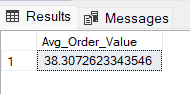 Results Messages
Avg_Order_Value
1 38.3072623343546